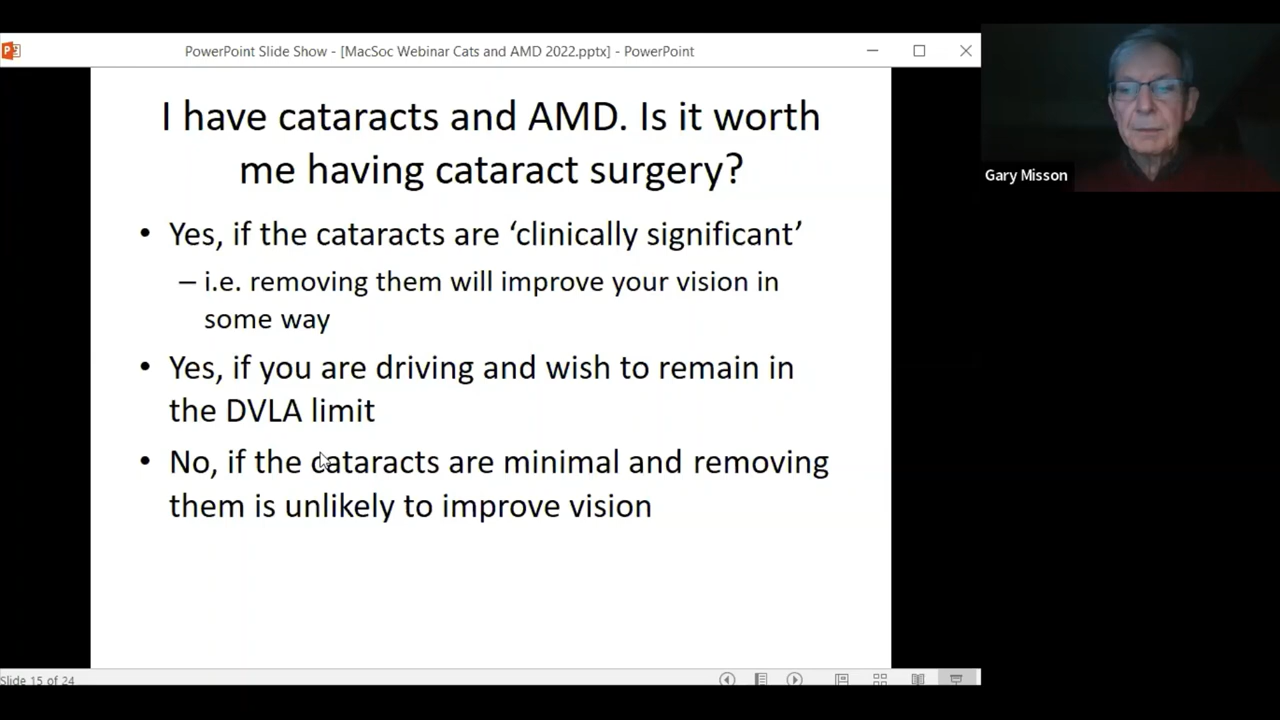 PowerPoint Slide Show - [MacSoc Webinar Cats and AMD 2022.pptx] - PowerPoint
I have cataracts and AMD. Is it worth
me having cataract surgery?
• Yes, if the cataracts are ‘clinically significant’
– i.e. removing them will improve your vision in
some way
• Yes, if you are driving and wish to remain in
the DVLA limit
• No, if the cataracts are minimal and removing
them is unlikely to improve vision
Slide 15 of 24
Gary Misson